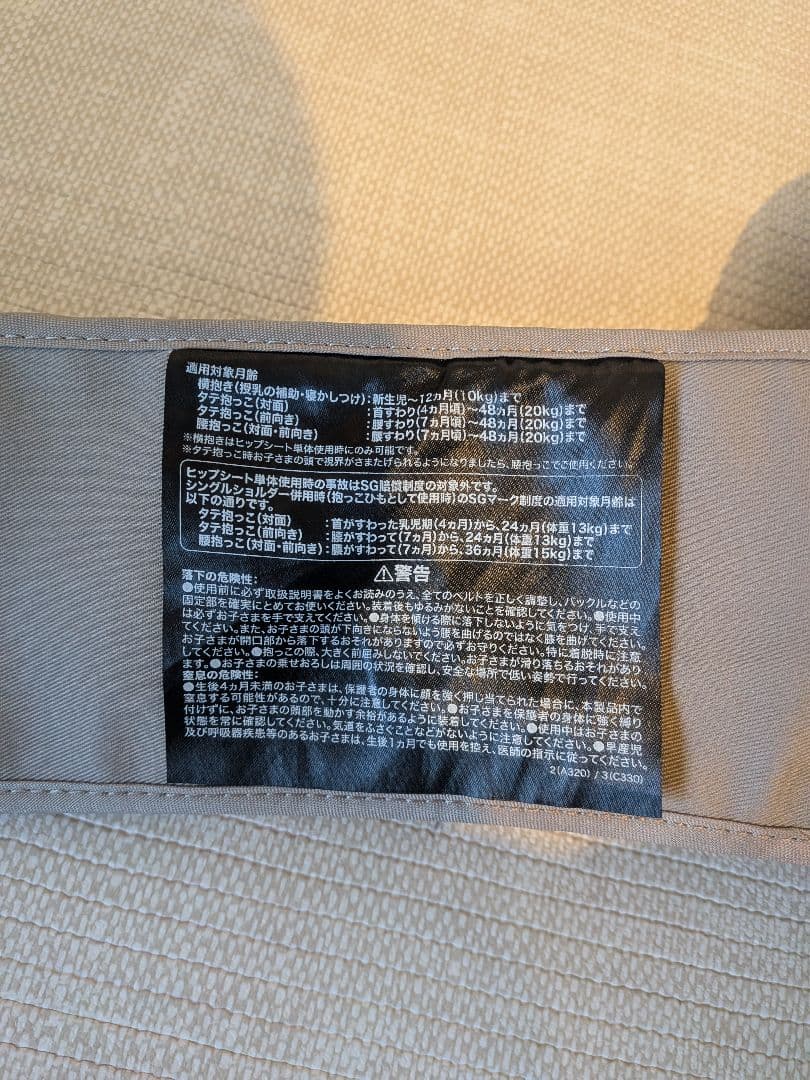 適用対象月齢
横抱き(授乳の補助・寝かしつけ):新生児〜12ヵ月(10kg)まで
タテ抱っこ(対面) :首すわり(4ヵ月頃)〜48ヵ月(20kg)まで
タテ抱っこ(前向き) :腰すわり(7ヵ月頃)〜48ヵ月(20kg)まで
腰抱っこ(対面・前向き) :腰すわり(7ヵ月頃)〜48ヵ月(20kg)まで
※横抱きはヒップシート単体使用時にのみ可能です。
※タテ抱っこ時お子さまの頭で視界がさまたげられるようになりましたら、腰抱っこでご使用ください。
ヒップシート単体使用時の事故はSG賠償制度の対象外です。
シングルショルダー併用時(抱っこひもとして使用時)のSGマーク制度の適用対象月齢は
以下の通りです。
タテ抱っこ(対面) :首がすわった乳児期(4ヵ月)から、24ヵ月(体重13kg)まで
タテ抱っこ(前向き) :腰がすわって(7ヵ月)から、24ヵ月(体重13kg)まで
腰抱っこ(対面・前向き):腰がすわって(7ヵ月)から、36ヵ月(体重15kg)まで
⚠警告
落下の危険性:
●使用前に必ず取扱説明書をよくお読みのうえ、全てのベルトを正しく調整し、バックルなどの
固定部を確実にとめてお使いください。装着後もゆるみがないことを確認してください。●使用中
は必ずお子さまを手で支えてください。●身体を傾ける際に落下しないように気をつけ、手で支え
てください。また、お子さまの頭が下向きにならないよう腰を曲げるのではなく膝を曲げてください。
お子さまが開口部から落下するおそれがありますので必ずお守りください。特に着脱時に注意
してください。●抱っこの際、大きく前屈みしないでください。お子さまが滑り落ちるおそれがあり
ます。●お子さまの乗せおろしは周囲の状況を確認し、安全な場所で低い姿勢で行ってください。
窒息の危険性:
●生後4ヵ月未満のお子さまは、保護者の身体に顔を強く押し当てられた場合に、本製品内で
窒息する可能性があるので、十分に注意してください。●お子さまを保護者の身体に強く縛り
付けずに、お子さまの頭部を動かす余裕があるように装着してください。●使用中はお子さまの
状態を常に確認してください。気道をふさぐことなどがないように注意してください。●早産児
及び呼吸器疾患等のあるお子さまは、生後1ヵ月でも使用を控え、医師の指示に従ってください。
2(A320) / 3(C330)